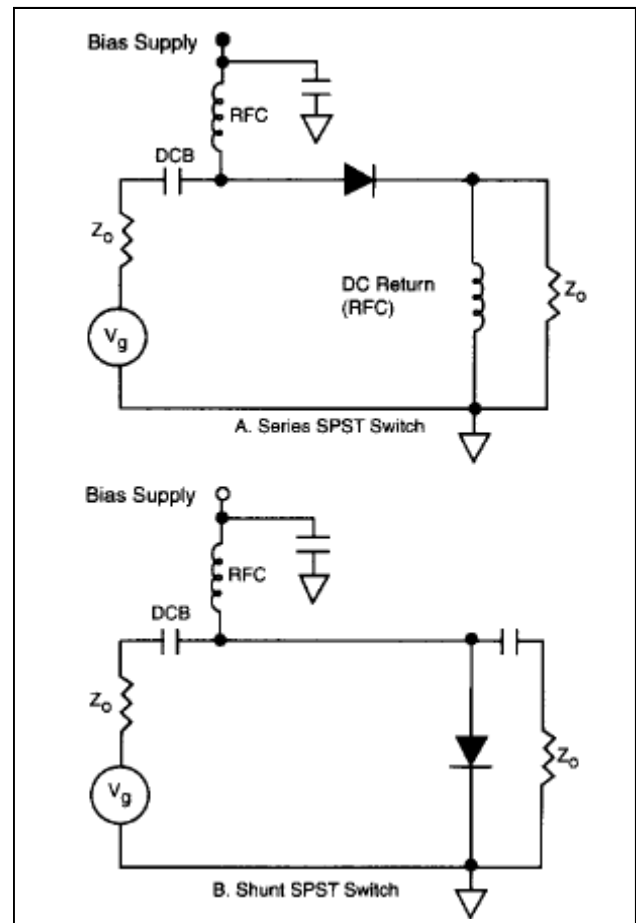 Bias Supply
RFC
DCB
Zo
DC Return
(RFC)
Zo
Vg
A. Series SPST Switch
Bias Supply
RFC
DCB
Zo
Zo
Vg
B. Shunt SPST Switch